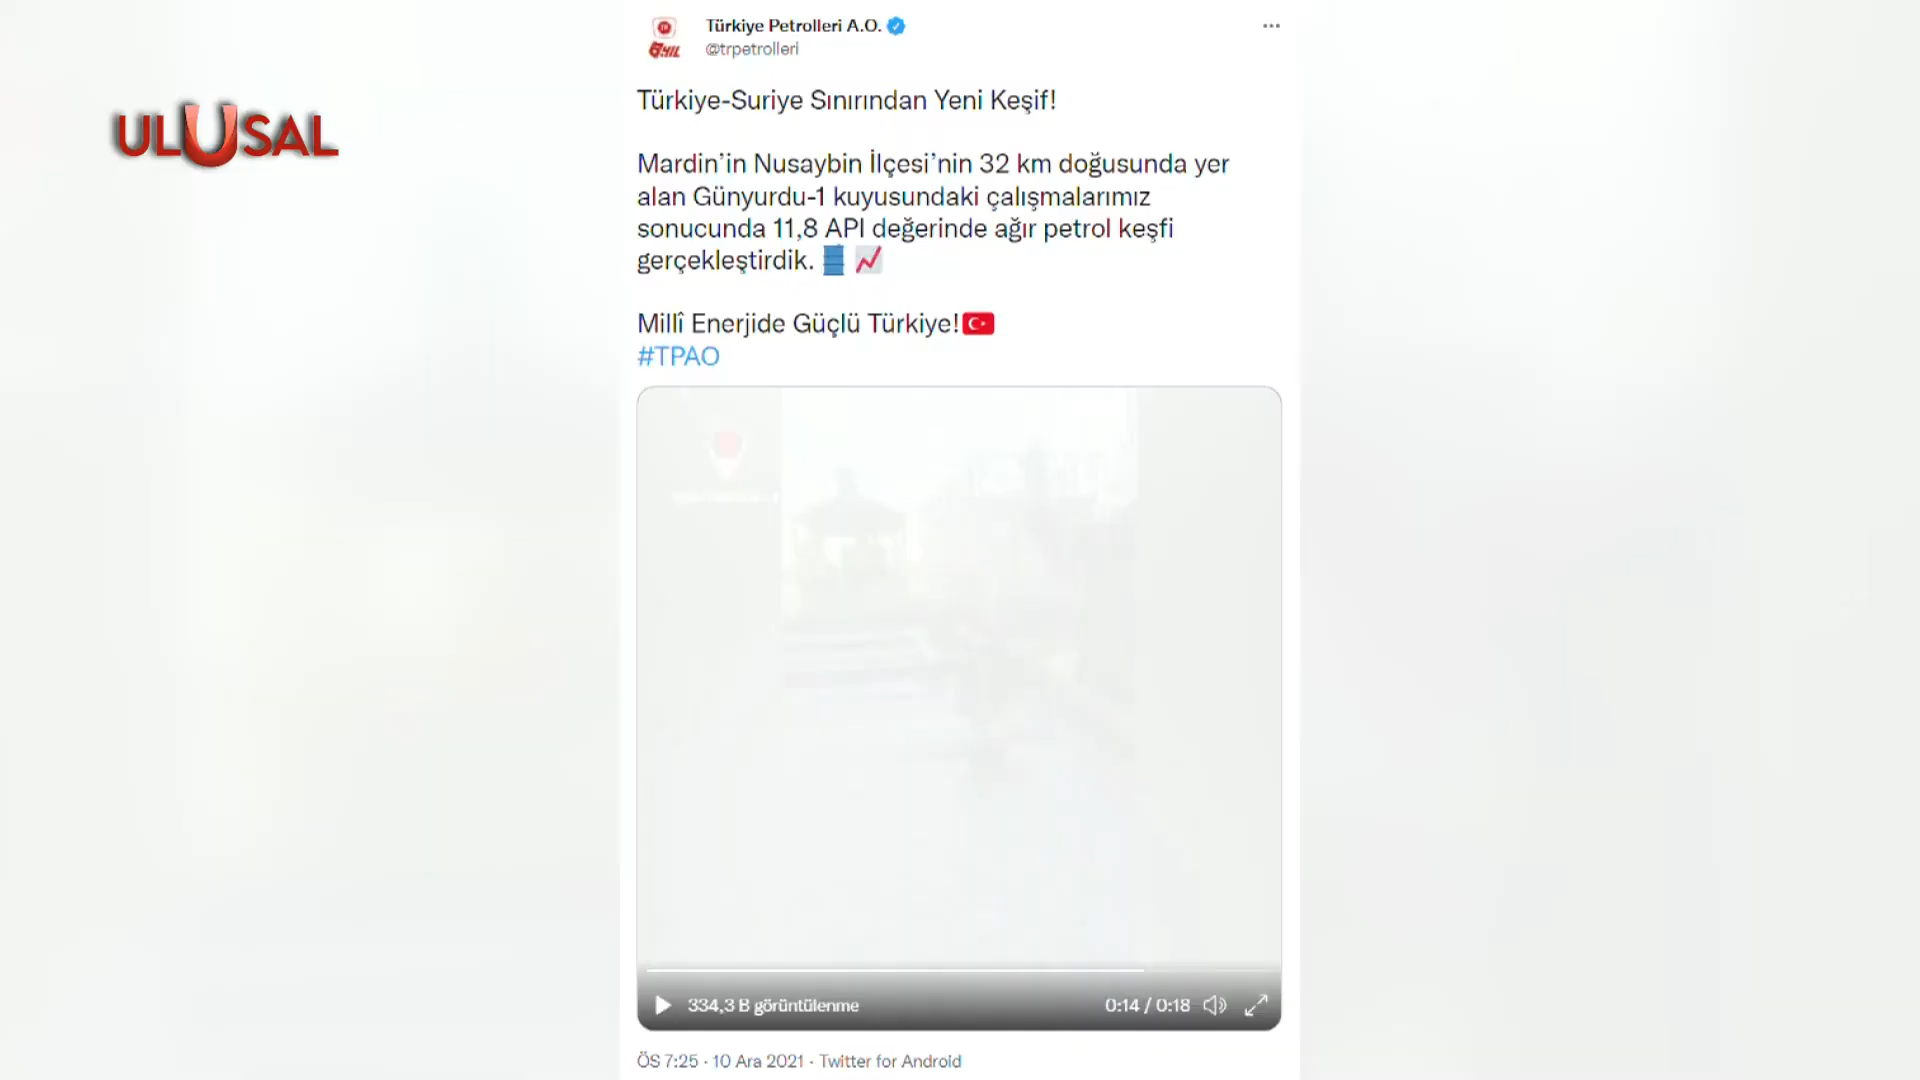 Türkiye Petrolleri A.O.
@trpetrolleri
ULUSAL
Türkiye-Suriye Sınırından Yeni Keşif!
Mardin’in Nusaybin İlçesi’nin 32 km doğusunda yer
alan Günyurdu-1 kuyusundaki çalışmalarımız
sonucunda 11,8 API değerinde ağır petrol keşfi
gerçekleştirdik.
Millî Enerjide Güçlü Türkiye!
#TPAO
334,3 B görüntülenme
0:14 / 0:18
ÖS 7:25 · 10 Ara 2021 · Twitter for Android